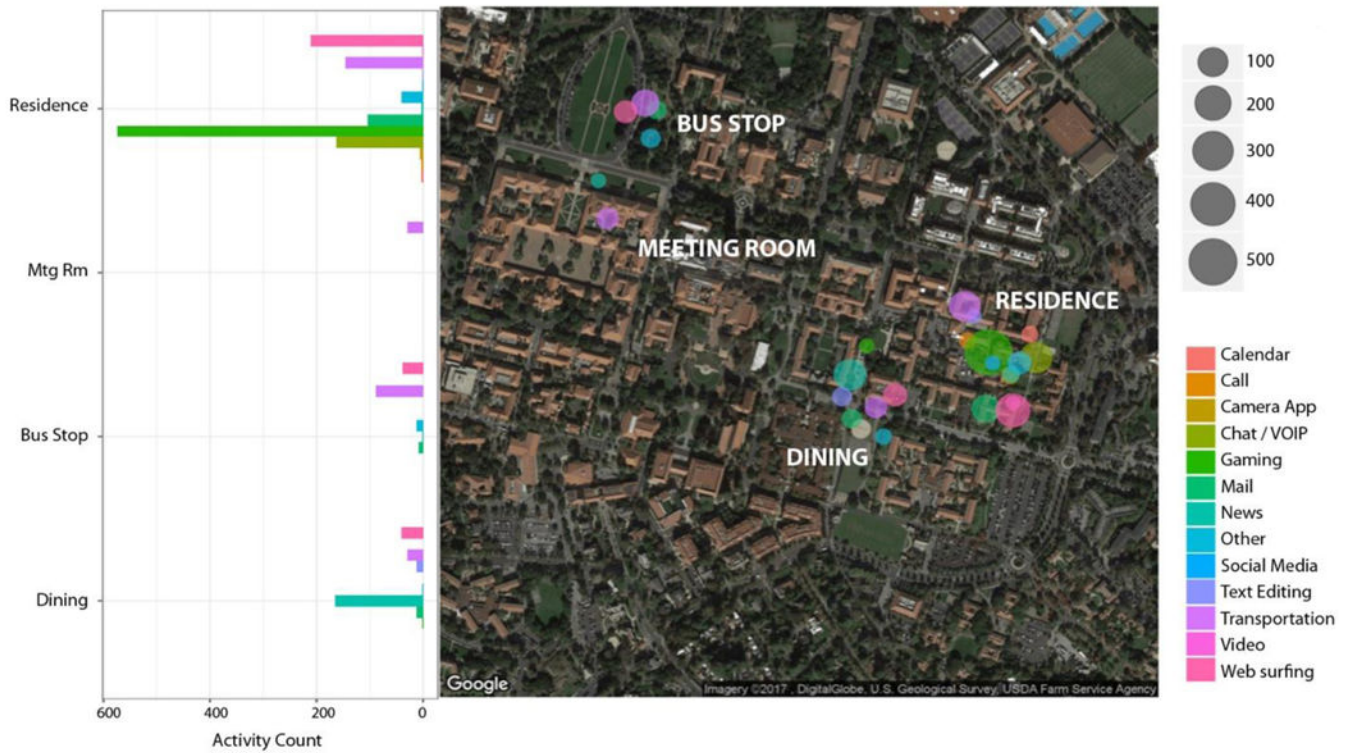 Residence
Mtg Rm
Bus Stop
Dining
600
400
200
0
Activity Count
BUS STOP
MEETING ROOM
RESIDENCE
DINING
Google
Imagery ©2017 , DigitalGlobe, U.S. Geological Survey, USDA Farm Service Agency
100
200
300
400
500
Calendar
Call
Camera App
Chat / VOIP
Gaming
Mail
News
Other
Social Media
Text Editing
Transportation
Video
Web surfing